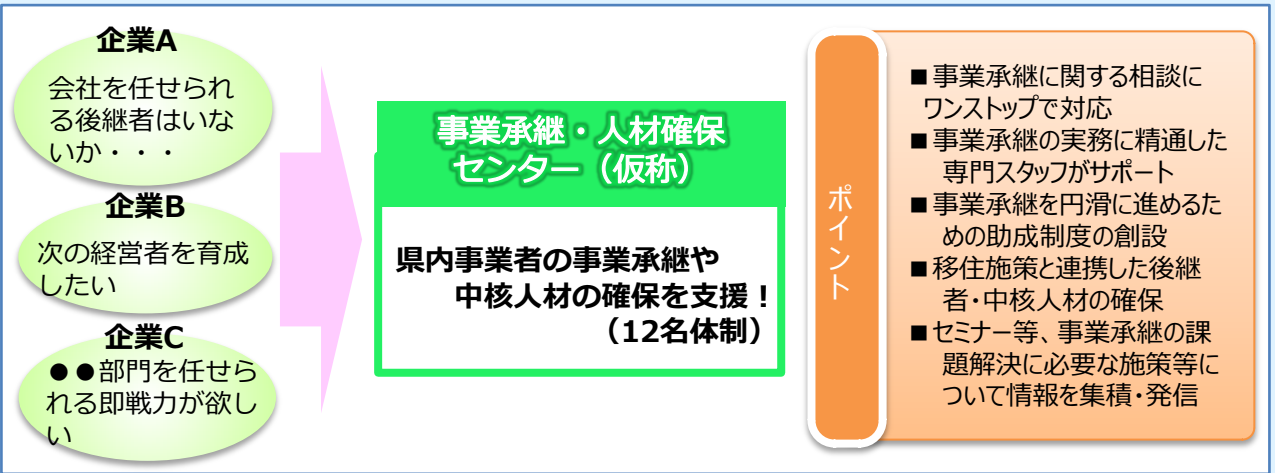 企業A
会社を任せられ
る後継者はいな
いか・・・
企業B
次の経営者を育成
したい
企業C
●●部門を任せら
れる即戦力が欲し
い
事業承継・人材確保
センター（仮称）
県内事業者の事業承継や
中核人材の確保を支援！
（12名体制）
ポイント
■事業承継に関する相談に
ワンストップで対応
■事業承継の実務に精通した
専門スタッフがサポート
■事業承継を円滑に進めるた
めの助成制度の創設
■移住施策と連携した後継
者・中核人材の確保
■セミナー等、事業承継の課
題解決に必要な施策等に
ついて情報を集積・発信